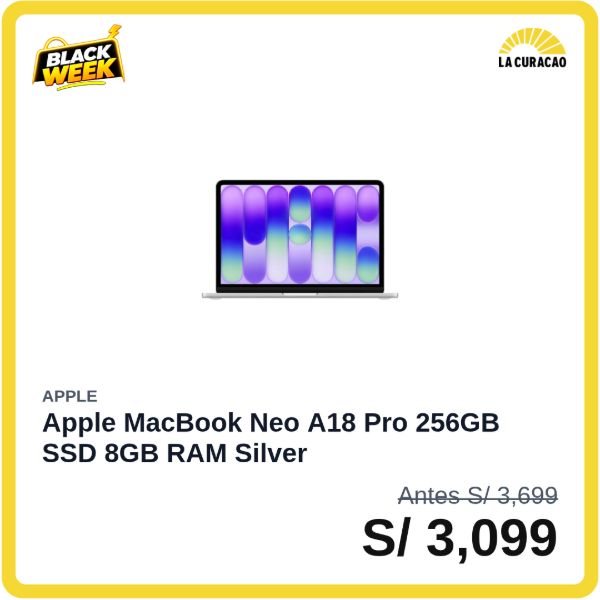 BLACK
WEEK
LA CURACAO
APPLE
Apple MacBook Neo A18 Pro 256GB
SSD 8GB RAM Silver
Antes S/ 3,699
S/ 3,099